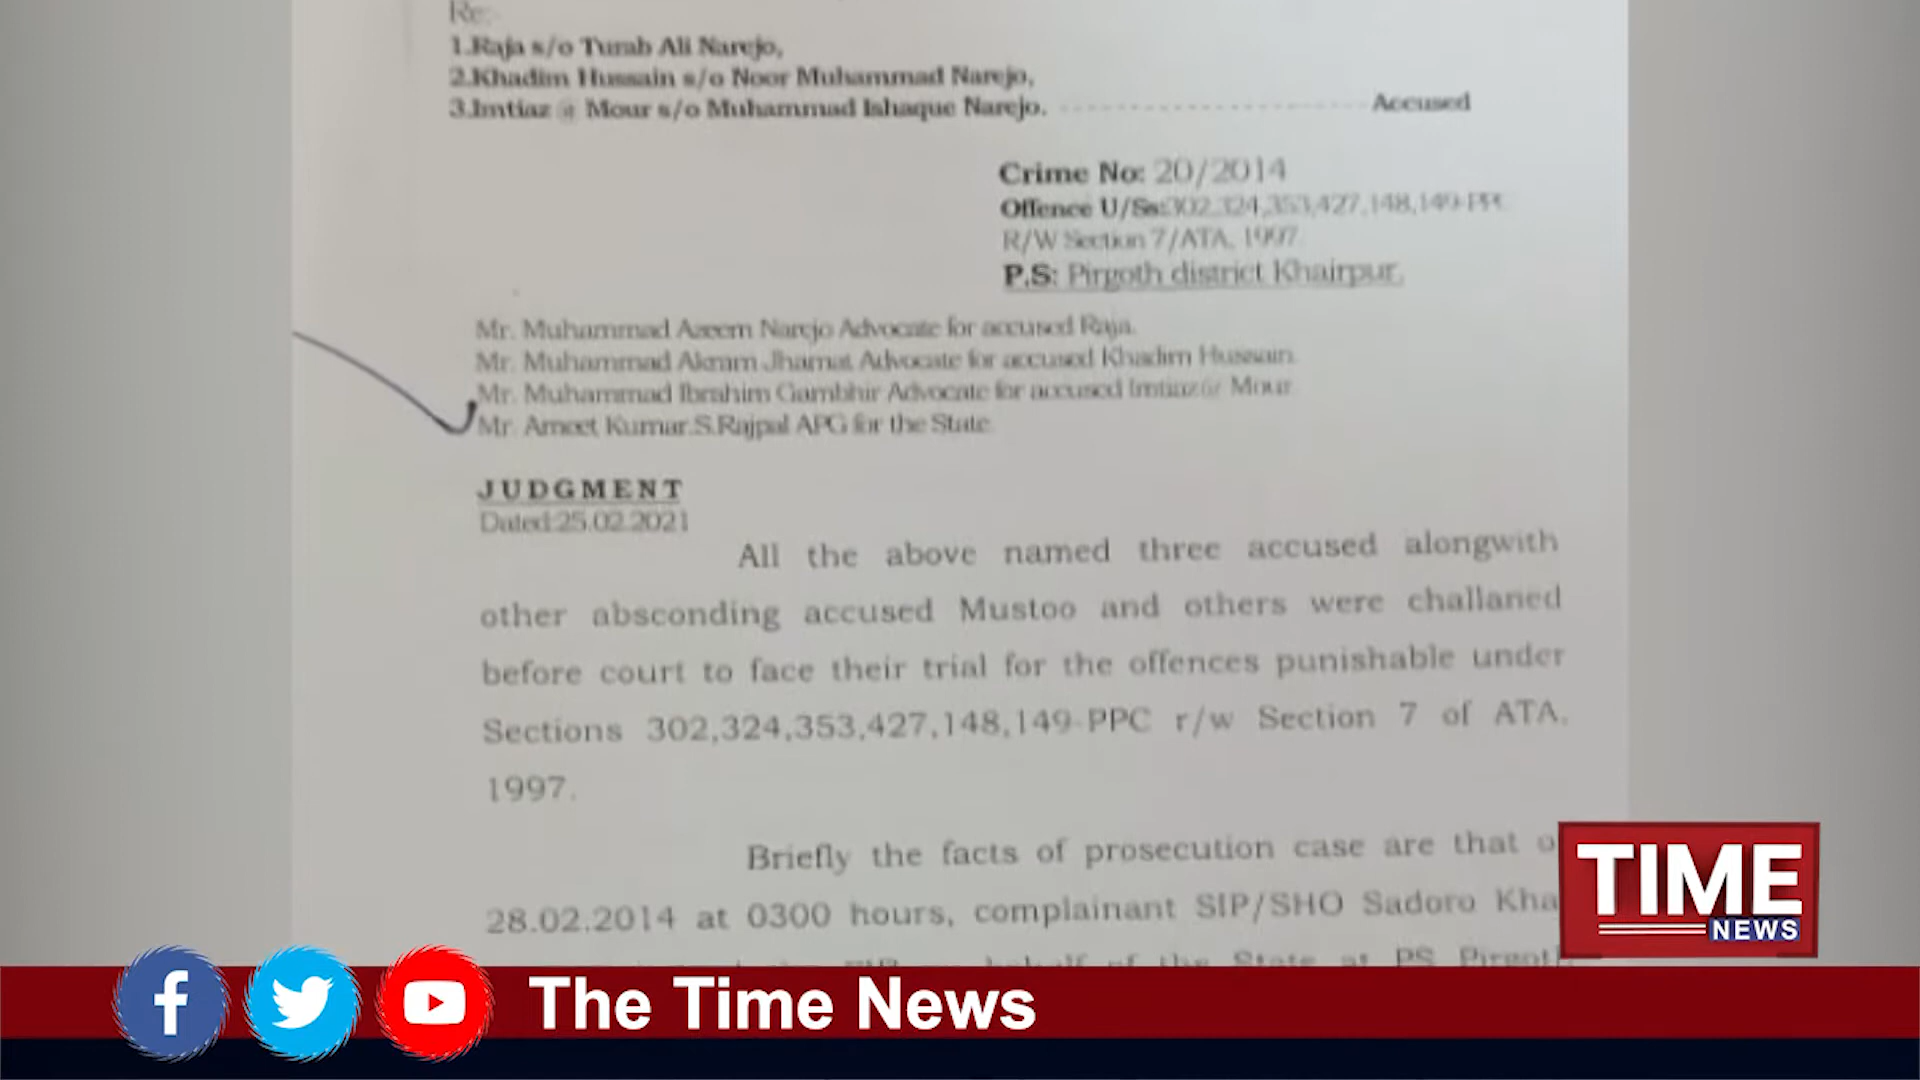 Re:-
1.Raja s/o Turab Ali Narejo,
2.Khadim Hussain s/o Noor Muhammad Narejo,
3.Imtiaz @ Mour s/o Muhammad Ishaque Narejo. - - - - - - - - - - - - - - - - - - - - - - Accused
Crime No: 20/2014
Offence U/Ss:302,324,353,427,148,149-PPC
R/W Section 7/ATA, 1997.
P.S: Pirgoth district Khairpur.
Mr. Muhammad Azeem Narejo Advocate for accused Raja.
Mr. Muhammad Akram Jhamat Advocate for accused Khadim Hussain.
Mr. Muhammad Ibrahim Gambhir Advocate for accused Imtiaz @ Mour.
Mr. Ameet Kumar.S.Rajpal APG for the State.
JUDGMENT
Dated:25.02.2021
All the above named three accused alongwith
other absconding accused Mustoo and others were challaned
before court to face their trial for the offences punishable under
Sections 302,324,353,427,148,149-PPC r/w Section 7 of ATA,
1997.
Briefly the facts of prosecution case are that
28.02.2014 at 0300 hours, complainant SIP/SHO Sadoro Kha
behalf of the State at PS Pirgoth
TIME
NEWS
The Time News